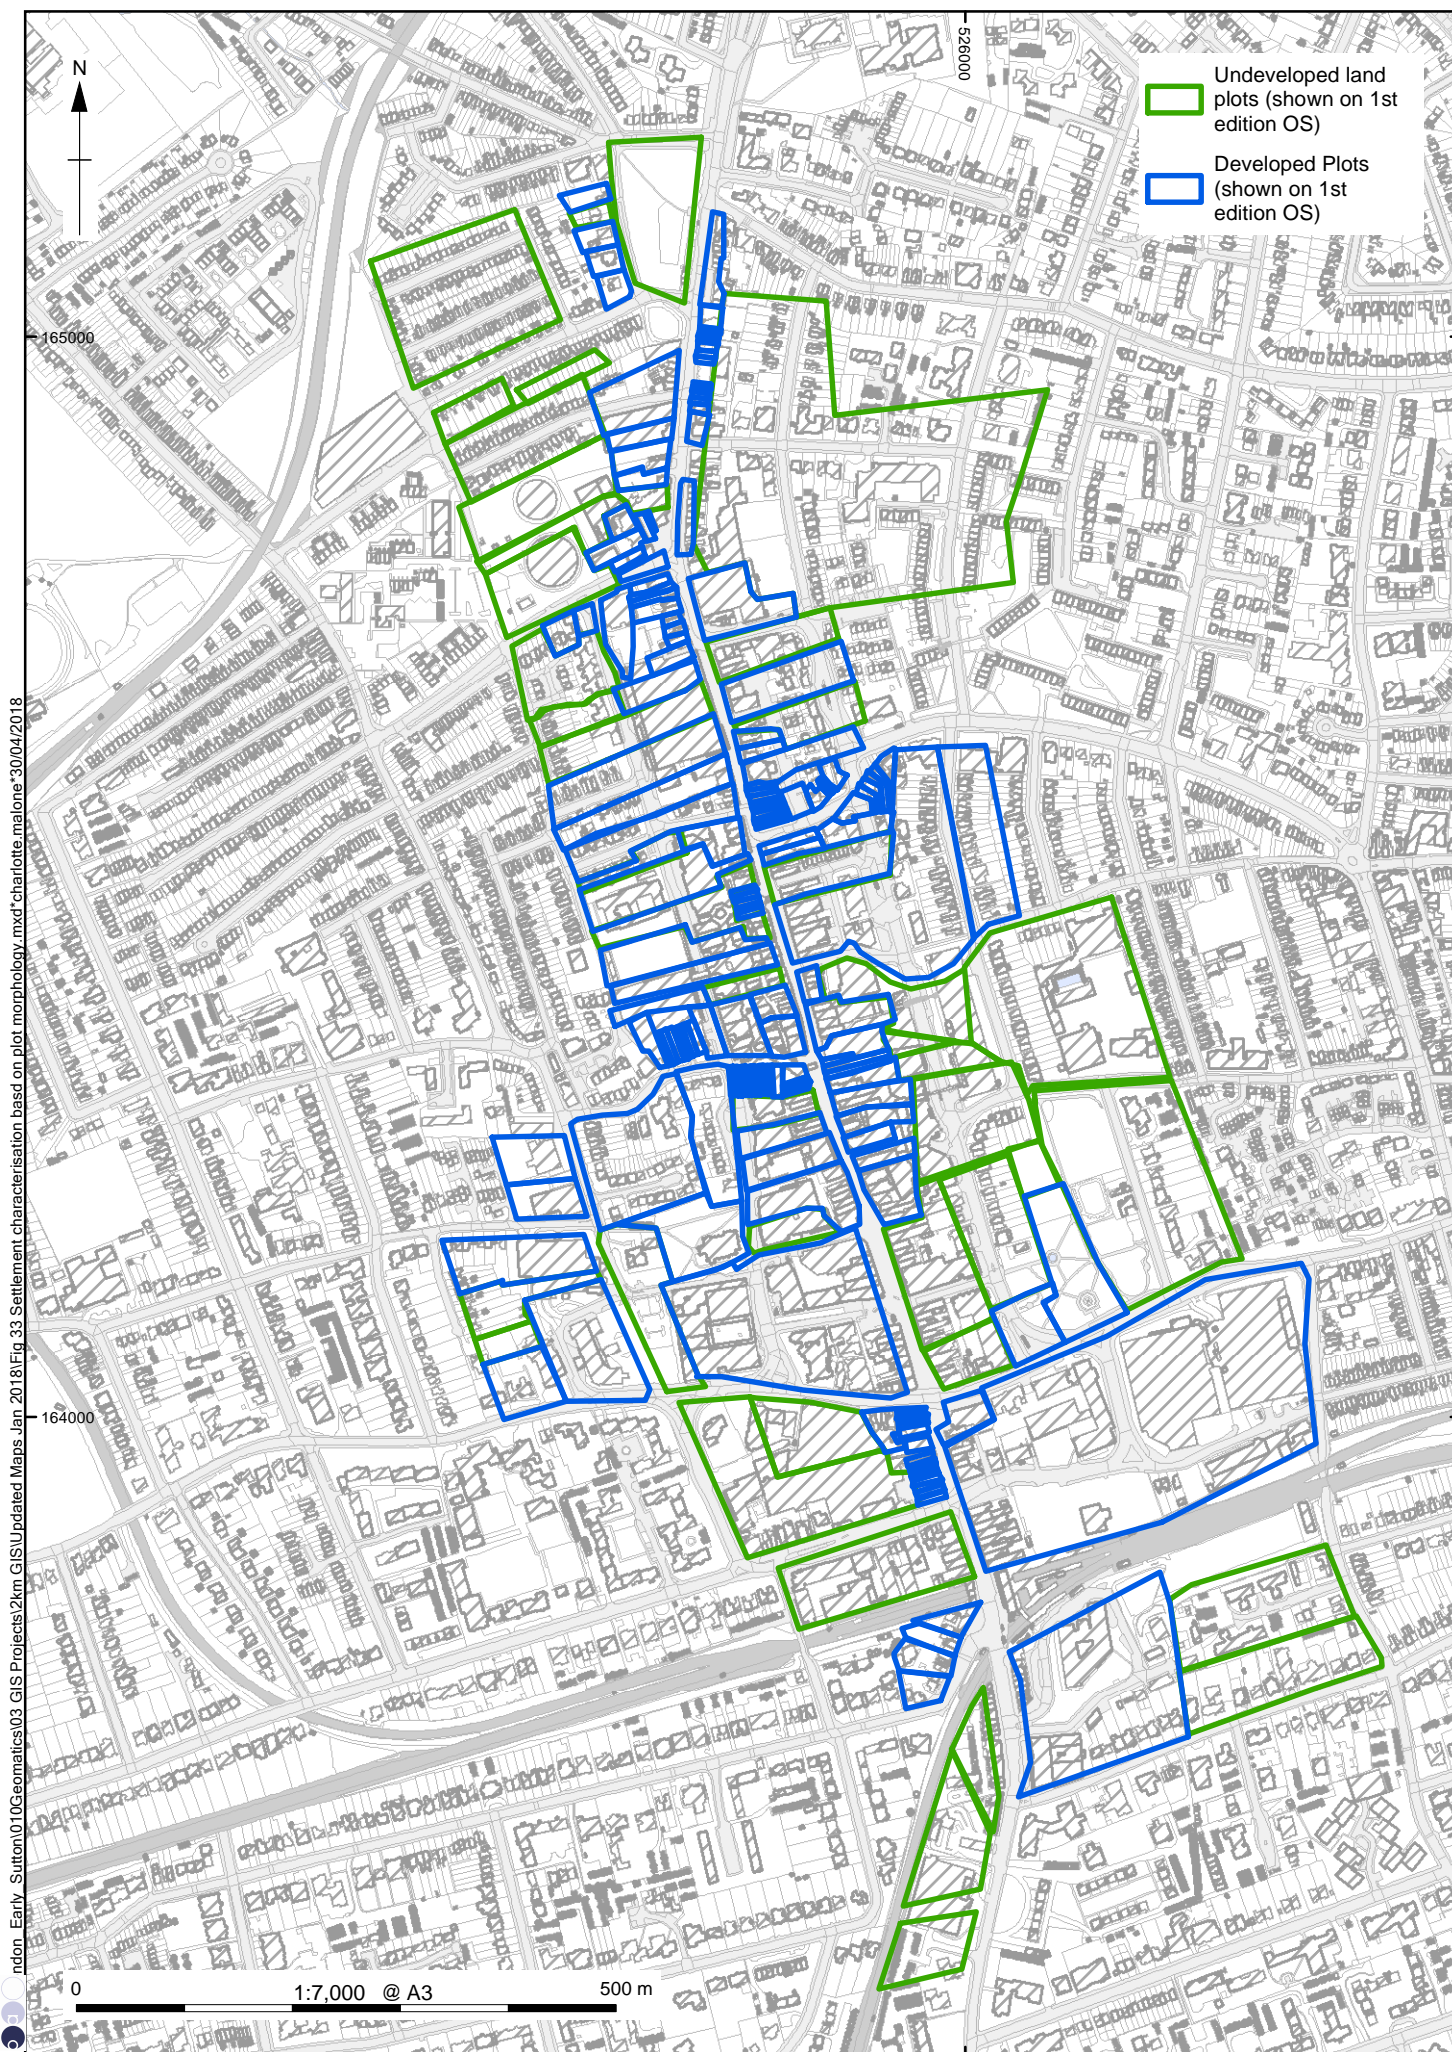 N
526000
Undeveloped land
plots (shown on 1st
edition OS)
Developed Plots
(shown on 1st
edition OS)
165000
164000
0 1:7,000 @ A3 500 m
ndon_Early_Sutton\010Geomatics\03 GIS Projects\2km GIS\Updated Maps Jan 2018\Fig 33 Settlement characterisation basd on plot morphology.mxd*charlotte.malone*30/04/2018